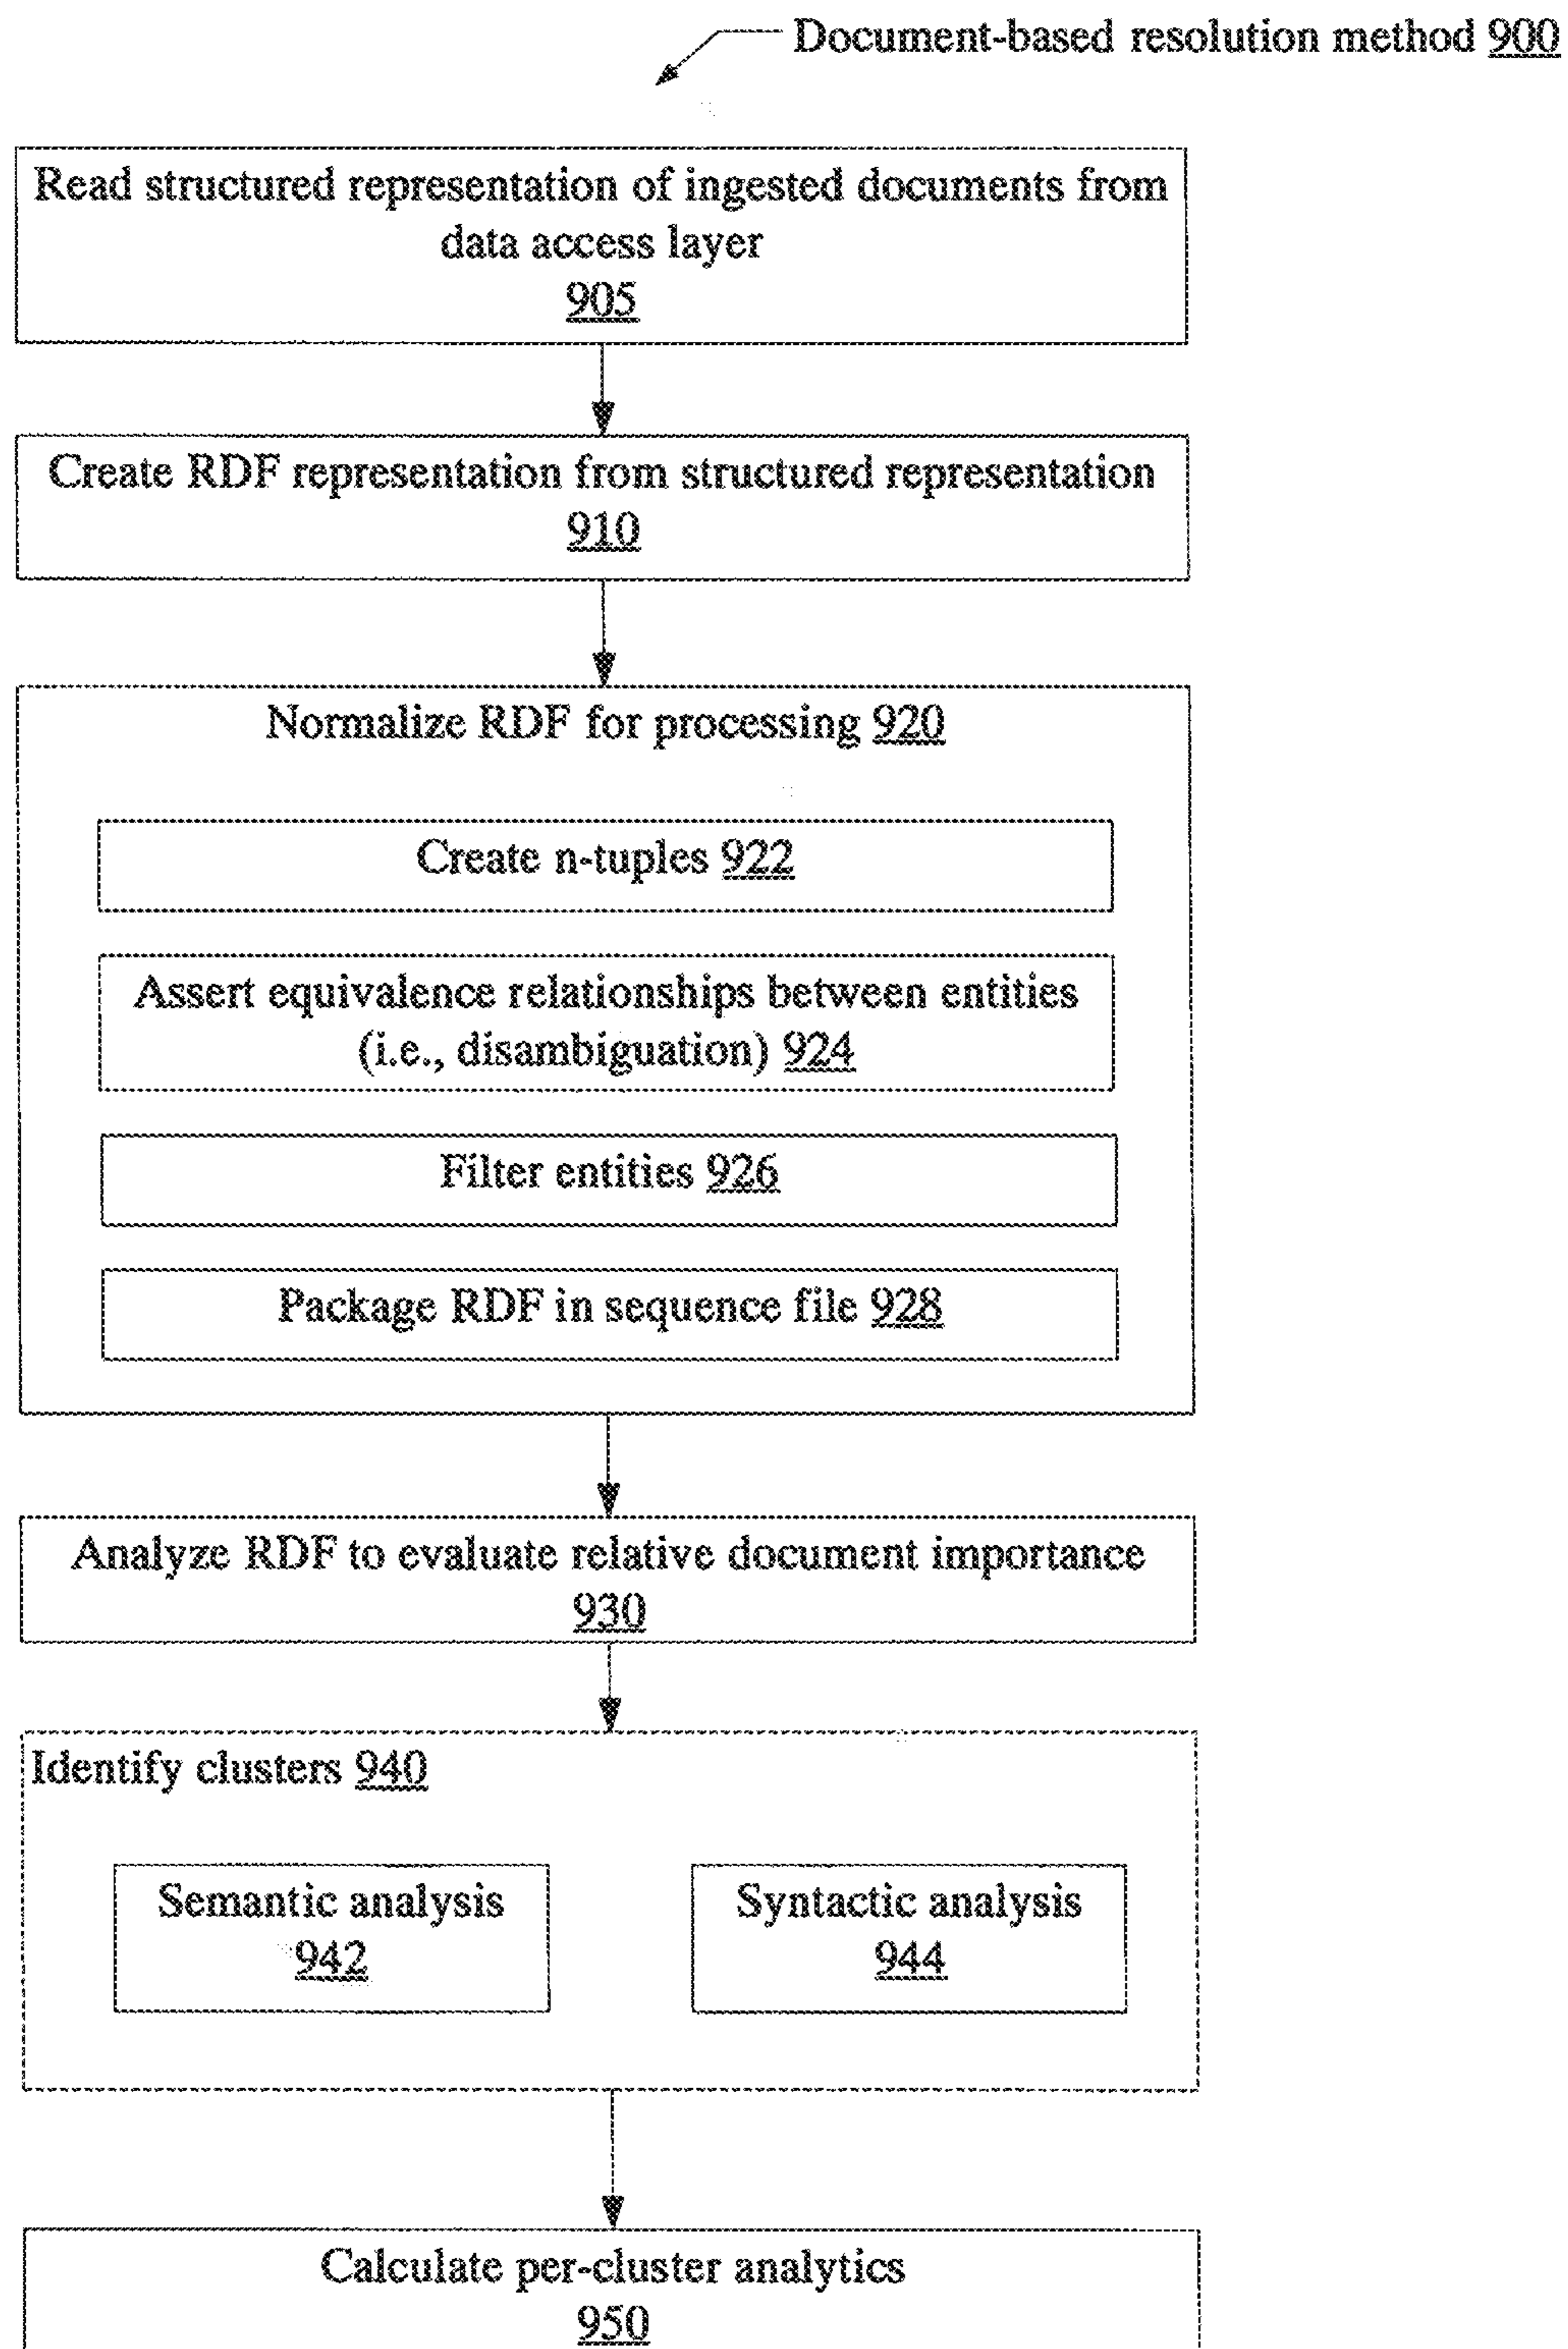 Document-based resolution method 900
Read structured representation of ingested documents from
data access layer
905
Create RDF representation from structured representation
910
Normalize RDF for processing 920
Create n-tuples 922
Assert equivalence relationships between entities
(i.e., disambiguation) 924
Filter entities 926
Package RDF in sequence file 928
Analyze RDF to evaluate relative document importance
930
Identify clusters 940
Semantic analysis
942
Syntactic analysis
944
Calculate per-cluster analytics
950